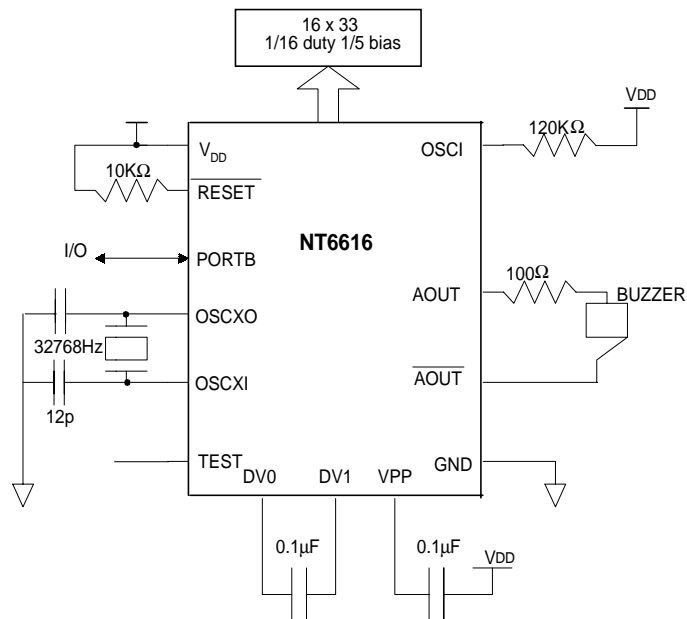 16 x 33
1/16 duty 1/5 bias
VDD
120KΩ
VDD
OSCI
10KΩ
RESET
NT6616
I/O
PORTB
AOUT
100Ω
BUZZER
OSCXO
32768Hz
AOUT
OSCXI
12p
TEST
GND
DV0
DV1
VPP
0.1µF
0.1µF
VDD